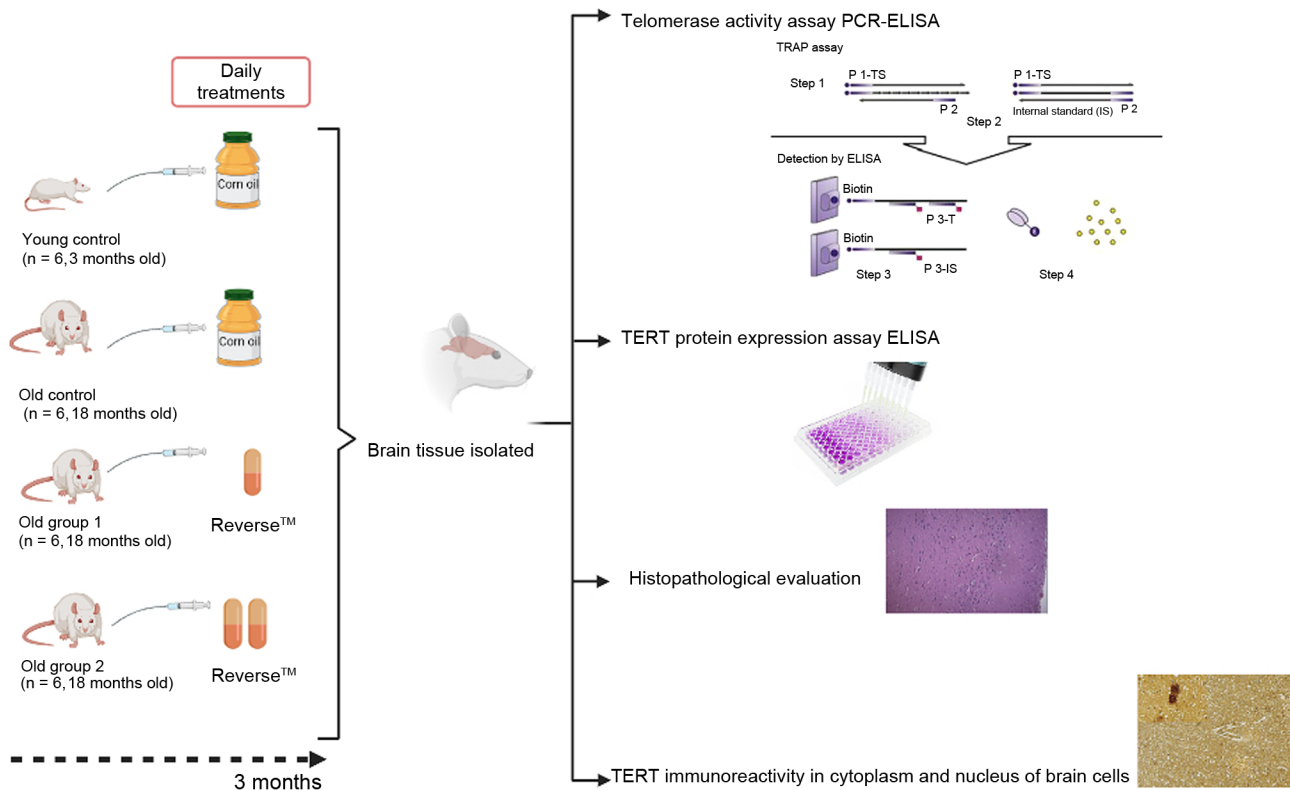 Daily
treatments
Corn oil
Young control
(n = 6, 3 months old)
Corn oil
Old control
(n = 6, 18 months old)
Old group 1
(n = 6, 18 months old)
Reverse™
Old group 2
(n = 6, 18 months old)
Reverse™
3 months
Brain tissue isolated
Telomerase activity assay PCR-ELISA
TRAP assay
Step 1
P 1-TS
P 2
Step 2
P 1-TS
Internal standard (IS)
P 2
Detection by ELISA
Biotin
P 3-T
Biotin
P 3-IS
Step 3
Step 4
TERT protein expression assay ELISA
Histopathological evaluation
TERT immunoreactivity in cytoplasm and nucleus of brain cells